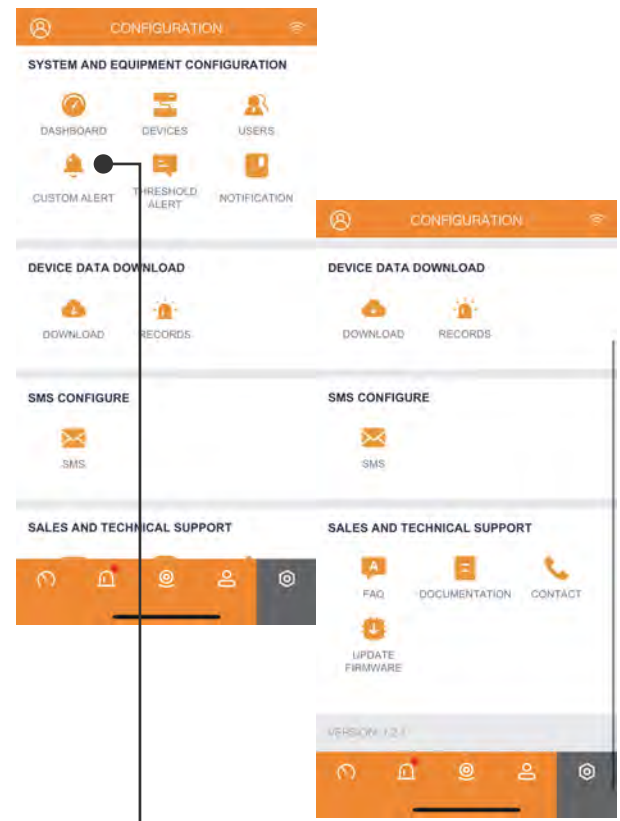 CONFIGURATION
SYSTEM AND EQUIPMENT CONFIGURATION
DASHBOARD DEVICES USERS
CUSTOM ALERT THRESHOLD ALERT NOTIFICATION
DEVICE DATA DOWNLOAD
DOWNLOAD RECORDS
SMS CONFIGURE
SMS
SALES AND TECHNICAL SUPPORT
CONFIGURATION
DEVICE DATA DOWNLOAD
DOWNLOAD RECORDS
SMS CONFIGURE
SMS
SALES AND TECHNICAL SUPPORT
A
FAQ DOCUMENTATION CONTACT
UPDATE
FIRMWARE
VERSION: 1.2.1